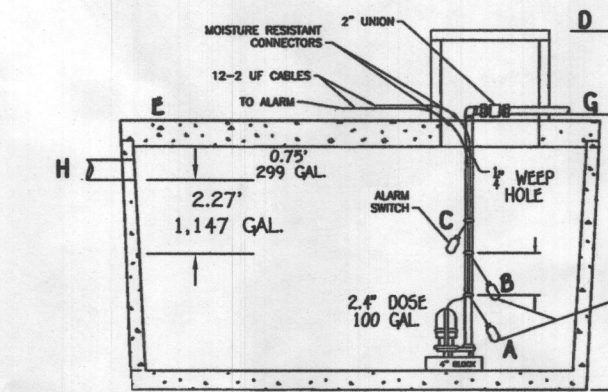 2" UNION
D
MOISTURE RESISTANT
CONNECTORS
12-2 UF CABLES
TO ALARM
E
G
H
0.75'
299 GAL.
1/4" WEEP
HOLE
2.27'
1,147 GAL.
ALARM
SWITCH
C
B
2.4" DOSE
100 GAL.
A
4" BLOCK